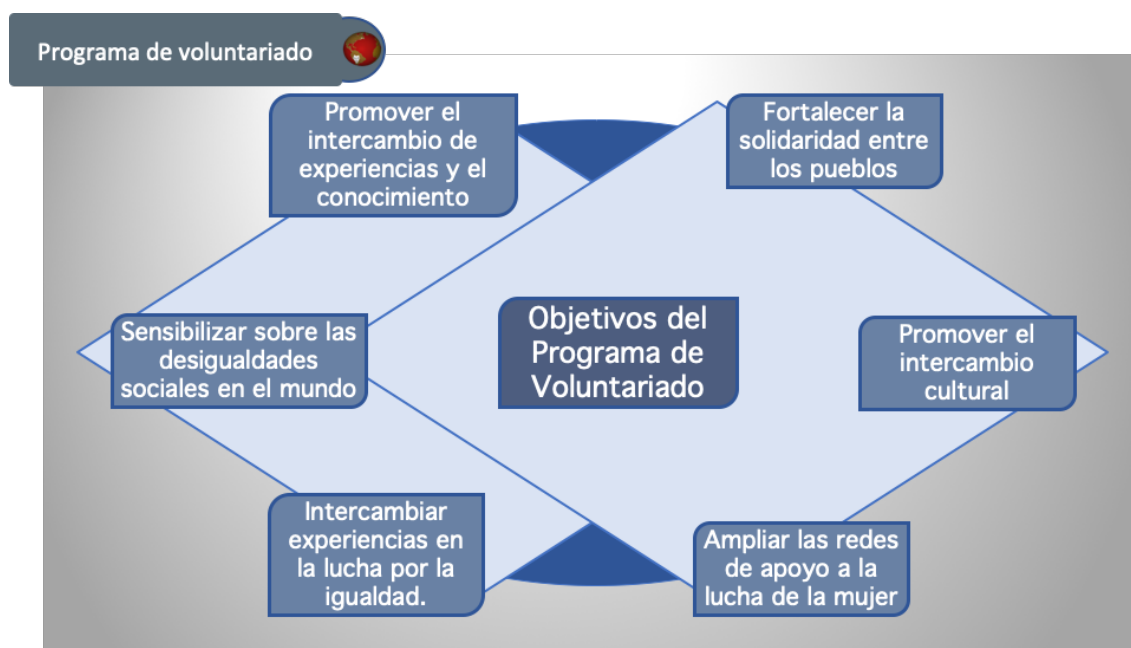 Programa de voluntariado
Promover el
intercambio de
experiencias y el
conocimiento
Fortalecer la
solidaridad entre
los pueblos
Sensibilizar sobre las
desigualdades
sociales en el mundo
Objetivos del
Programa de
Voluntariado
Promover el
intercambio
cultural
Intercambiar
experiencias en
la lucha por la
igualdad.
Ampliar las redes
de apoyo a la
lucha de la mujer